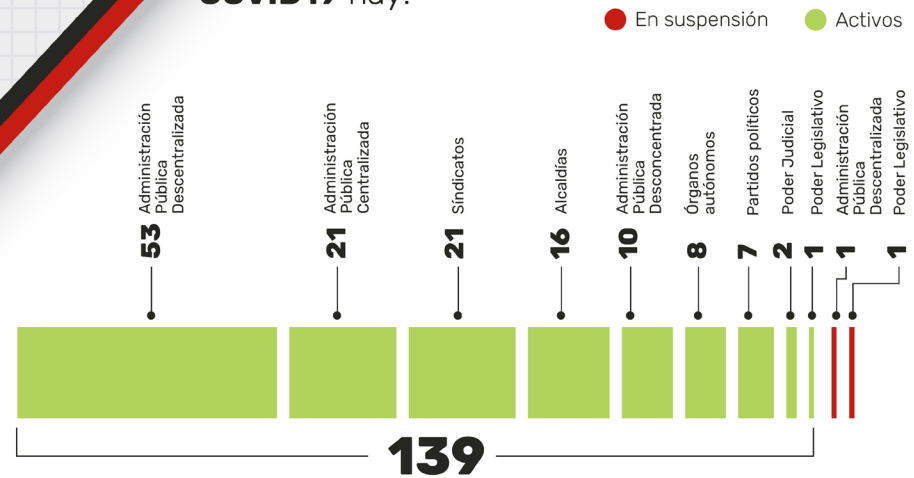 COVID19 hay:
En suspensión
Activos
53 Administración
Pública
Descentralizada
21 Administración
Pública
Centralizada
21 Síndicatos
16 Alcaldías
10 Administración
Pública
Desconcentrada
8 Órganos
autónomos
7 Partidos políticos
2 Poder Judicial
1 Poder Legislativo
1 Administración
Pública
Descentralizada
1 Poder Legislativo
139